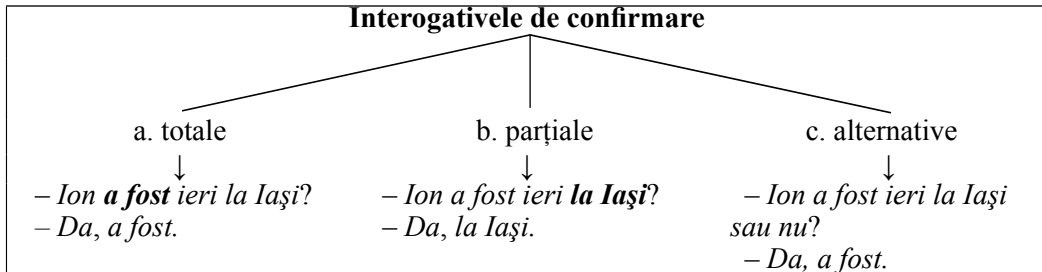 Interogativele de confirmare
a. totale
↓
– Ion a fost ieri la Iaşi?
– Da, a fost.
b. parțiale
↓
– Ion a fost ieri la Iaşi?
– Da, la Iaşi.
c. alternative
↓
– Ion a fost ieri la Iaşi
sau nu?
– Da, a fost.